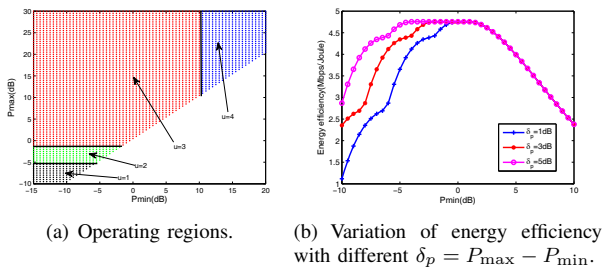 30
25
20
15
10
5
0
−5
−10
Pmax(dB)
u=4
u=3
u=2
u=1
−15 −10 −5 0 5 10 15 20
Pmin(dB)
5
4.5
4
3.5
3
2.5
2
1.5
1
Energy efficiency(Mbps/Joule)
δp=1dB
δp=3dB
δp=5dB
−10 −5 0 5 10
Pmin(dB)
(a) Operating regions.
(b) Variation of energy efficiency
with different δp = Pmax − Pmin.